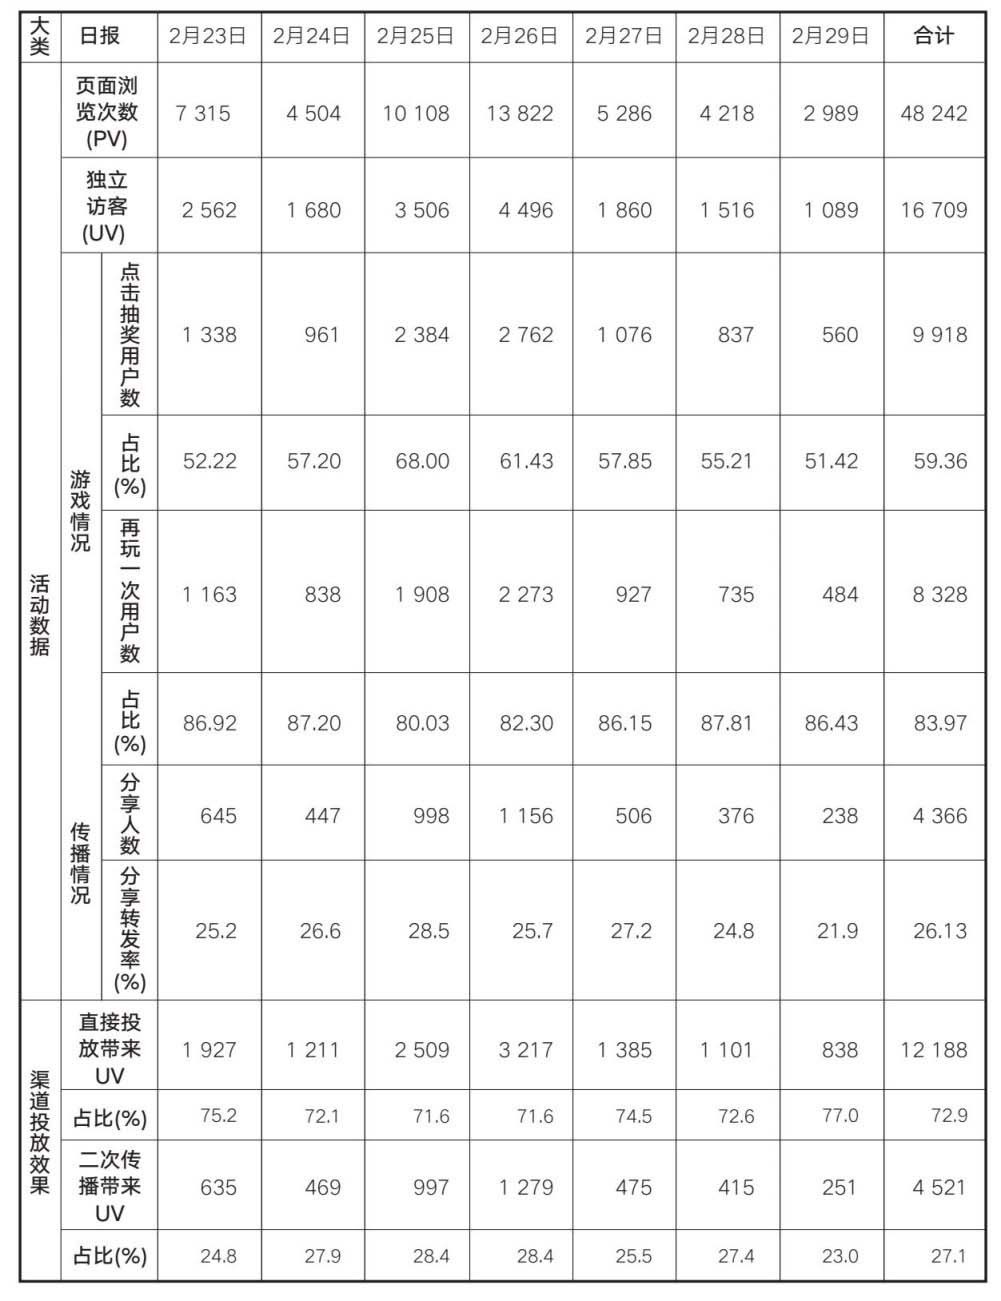 大类 日报 2月23日 2月24日 2月25日 2月26日 2月27日 2月28日 2月29日 合计
活动数据
页面浏览次数(PV) 7 315 4 504 10 108 13 822 5 286 4 218 2 989 48 242
独立访客(UV) 2 562 1 680 3 506 4 496 1 860 1 516 1 089 16 709
游戏情况
点击抽奖用户数 1 338 961 2 384 2 762 1 076 837 560 9 918
占比(%) 52.22 57.20 68.00 61.43 57.85 55.21 51.42 59.36
再玩一次用户数 1 163 838 1 908 2 273 927 735 484 8 328
占比(%) 86.92 87.20 80.03 82.30 86.15 87.81 86.43 83.97
传播情况
分享人数 645 447 998 1 156 506 376 238 4 366
分享转发率(%) 25.2 26.6 28.5 25.7 27.2 24.8 21.9 26.13
渠道投放效果
直接投放带来UV 1 927 1 211 2 509 3 217 1 385 1 101 838 12 188
占比(%) 75.2 72.1 71.6 71.6 74.5 72.6 77.0 72.9
二次传播带来UV 635 469 997 1 279 475 415 251 4 521
占比(%) 24.8 27.9 28.4 28.4 25.5 27.4 23.0 27.1